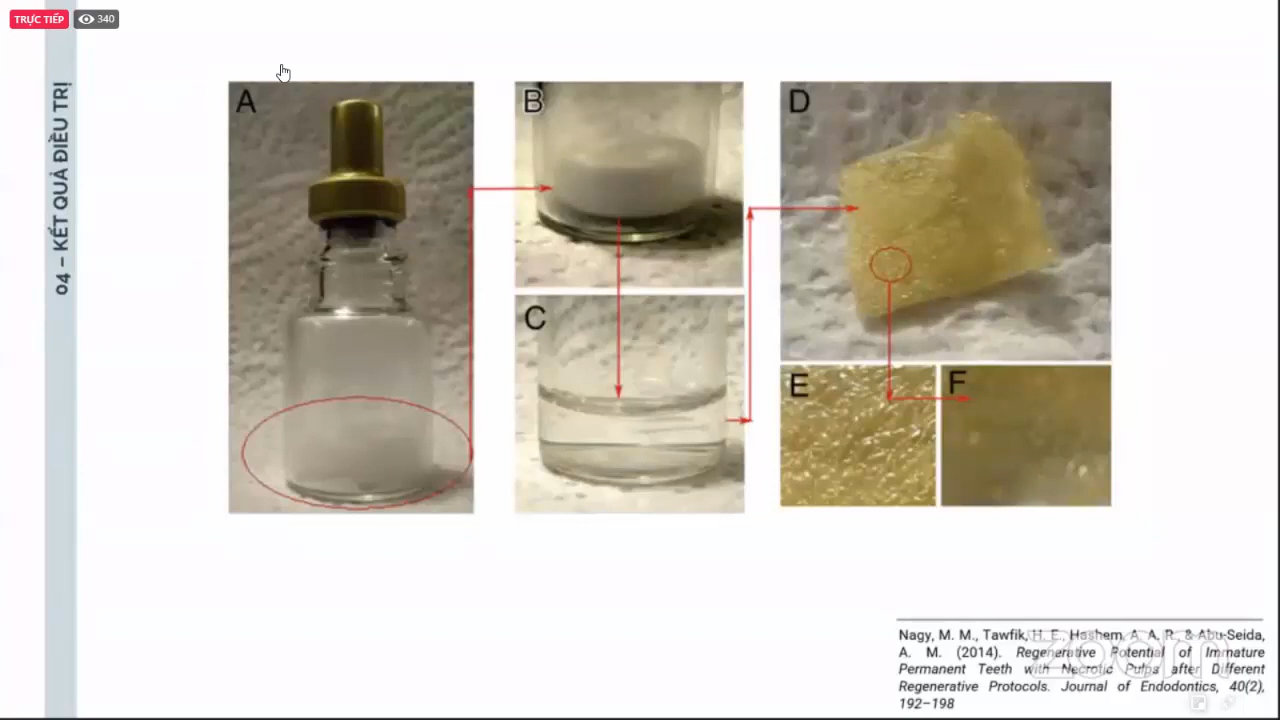 TRỰC TIẾP
340
04 – KẾT QUẢ ĐIỀU TRỊ
A
B
C
D
E
F
Nagy, M. M., Tawfik, H. E., Hashem, A. A. R., & Abu-Seida,
A. M. (2014). Regenerative Potential of Immature
Permanent Teeth with Necrotic Pulps after Different
Regenerative Protocols. Journal of Endodontics, 40(2),
192–198
zoom